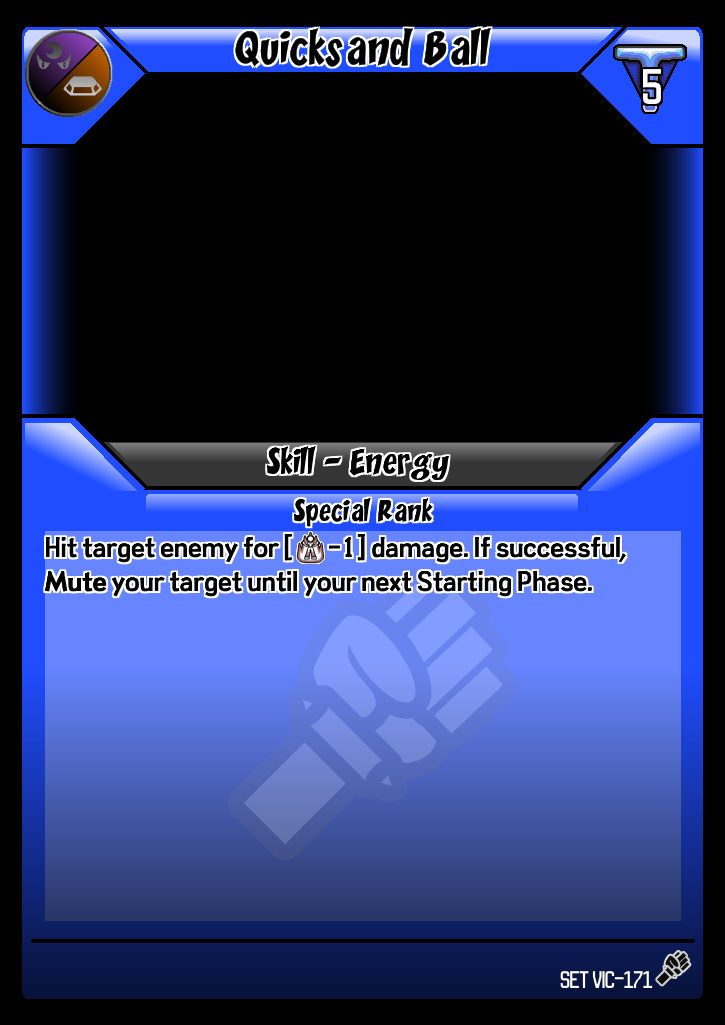 Quicksand Ball
5
Skill - Energy
Special Rank
Hit target enemy for [ -1] damage. If successful,
Mute your target until your next Starting Phase.
SET VIC-171